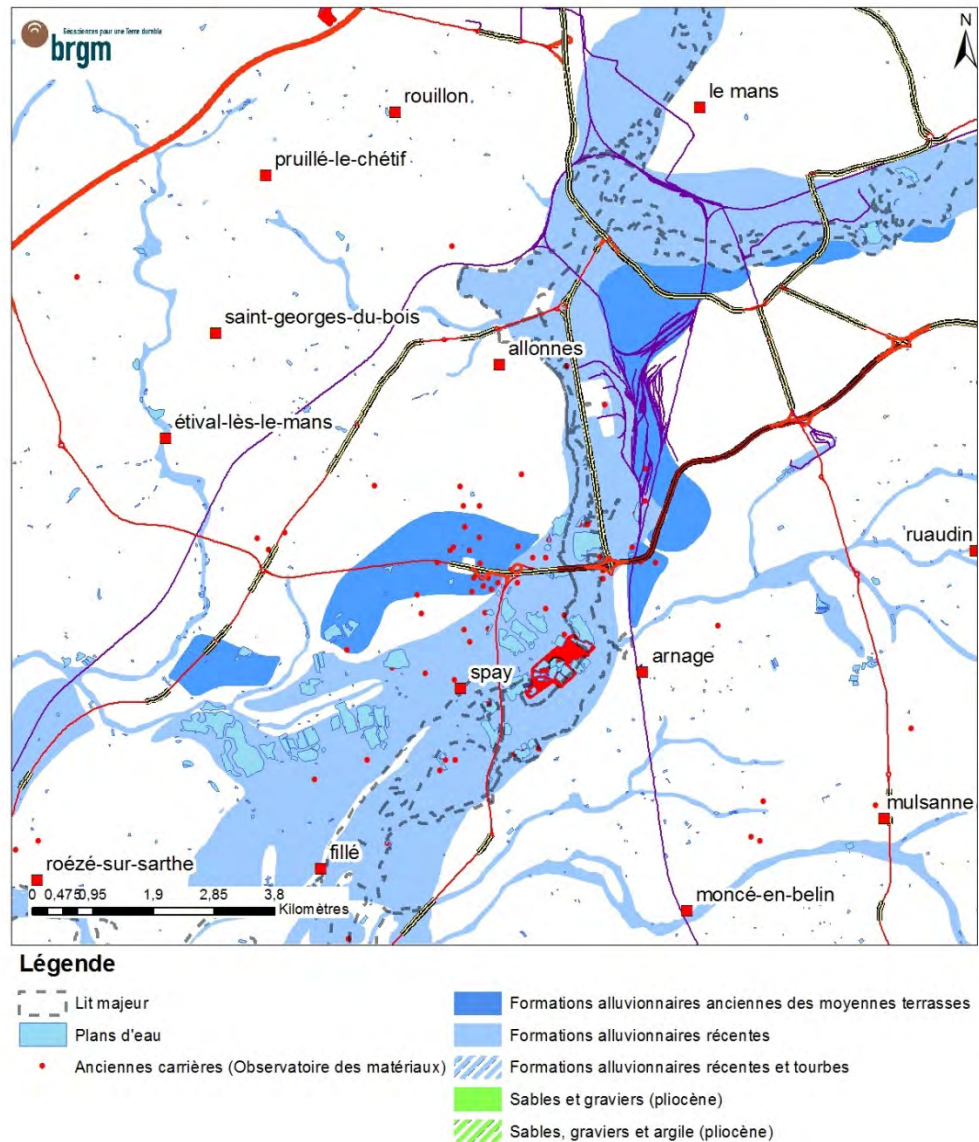 Géosciences pour une Terre durable
brgm
N
rouillon
le mans
pruillé-le-chétif
saint-georges-du-bois
allonnes
étival-lès-le-mans
ruaudin
arnage
spay
mulsanne
fillé
roézé-sur-sarthe
moncé-en-belin
0 0,475 0,95 1,9 2,85 3,8
Kilomètres
Légende
Lit majeur
Plans d'eau
Anciennes carrières (Observatoire des matériaux)
Formations alluvionnaires anciennes des moyennes terrasses
Formations alluvionnaires récentes
Formations alluvionnaires récentes et tourbes
Sables et graviers (pliocène)
Sables, graviers et argile (pliocène)